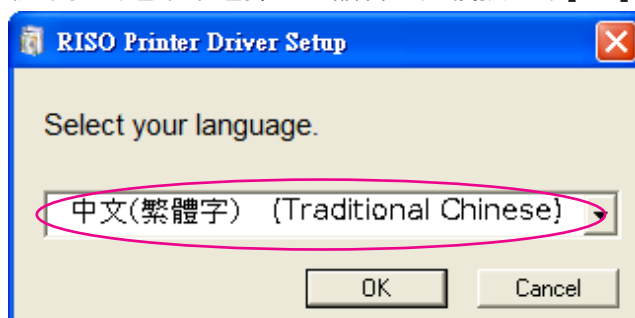 RISO Printer Driver Setup
Select your language.
中文(繁體字) {Traditional Chinese}
OK
Cancel